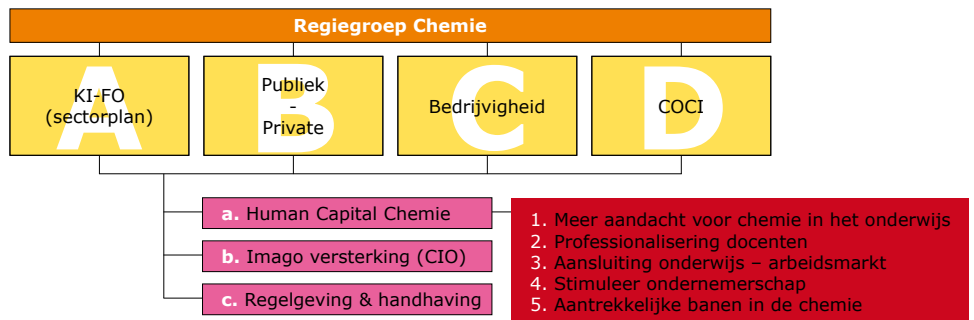 Regiegroep Chemie
A
KI-FO
(sectorplan)
B
Publiek
-
Private
C
Bedrijvigheid
D
COCI
a. Human Capital Chemie
b. Imago versterking (CIO)
c. Regelgeving & handhaving
1. Meer aandacht voor chemie in het onderwijs
2. Professionalisering docenten
3. Aansluiting onderwijs – arbeidsmarkt
4. Stimuleer ondernemerschap
5. Aantrekkelijke banen in de chemie